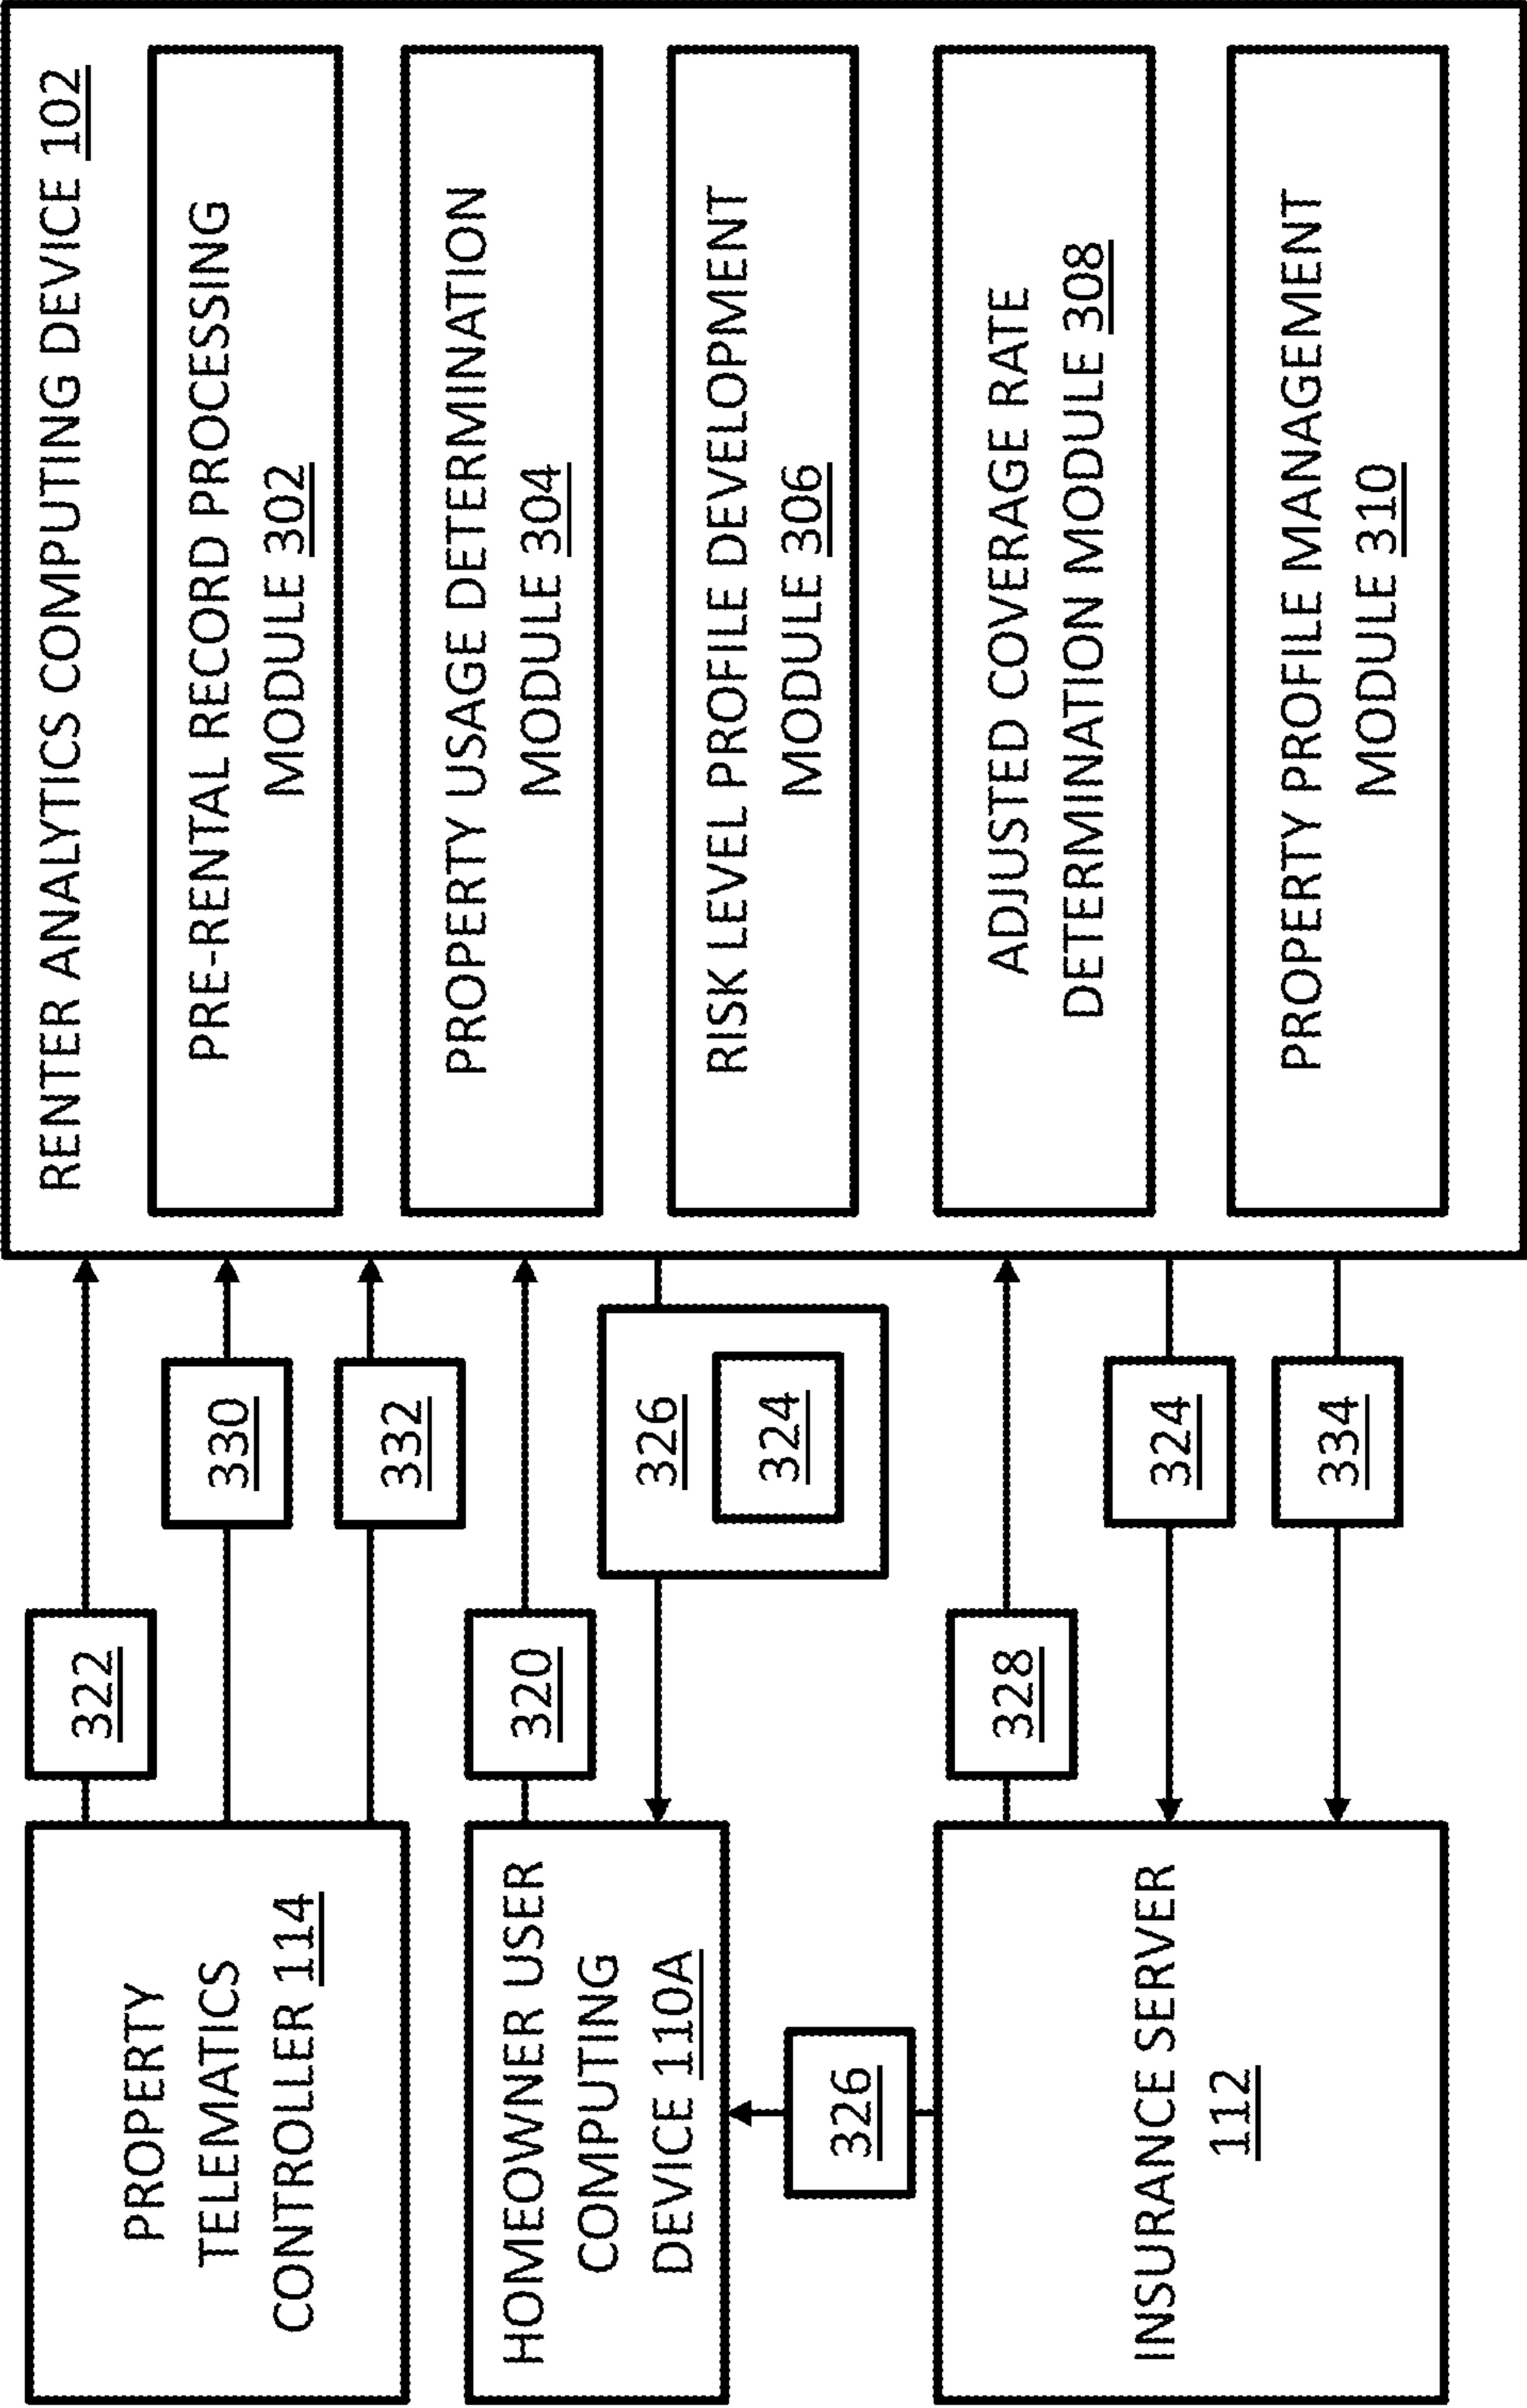 RENTER ANALYTICS COMPUTING DEVICE 102
PRE-RENTAL RECORD PROCESSING
MODULE 302
PROPERTY USAGE DETERMINATION
MODULE 304
RISK LEVEL PROFILE DEVELOPMENT
MODULE 306
ADJUSTED COVERAGE RATE
DETERMINATION MODULE 308
PROPERTY PROFILE MANAGEMENT
MODULE 310
322
330
332
320
326
324
328
324
334
PROPERTY
TELEMATICS
CONTROLLER 114
HOMEOWNER USER
COMPUTING
DEVICE 110A
326
INSURANCE SERVER
112